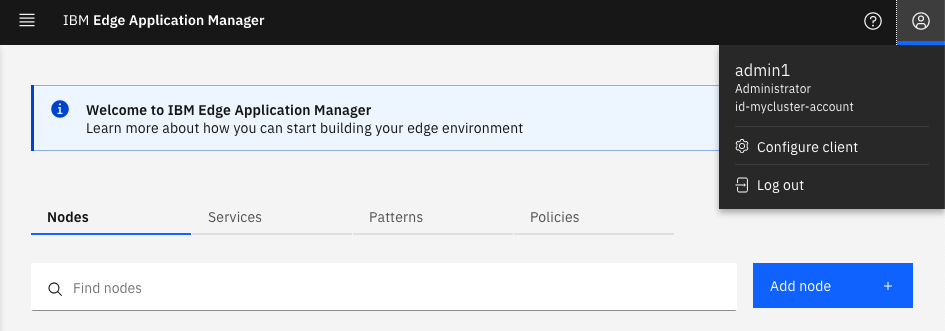 IBM Edge Application Manager
admin1
Administrator
id-mycluster-account
Configure client
Log out
Welcome to IBM Edge Application Manager
Learn more about how you can start building your edge environment
Nodes
Services
Patterns
Policies
Find nodes
Add node +